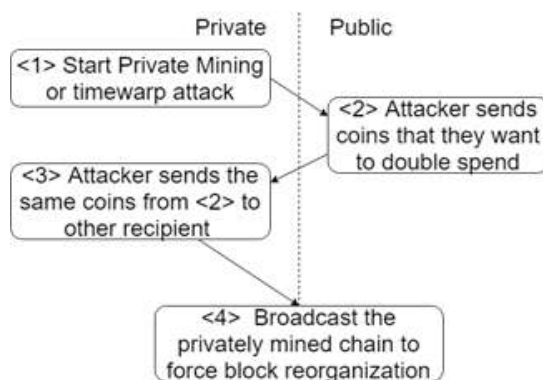 Private
Public
<1> Start Private Mining
or timewarp attack
<2> Attacker sends
coins that they want
to double spend
<3> Attacker sends the
same coins from <2> to
other recipient
<4> Broadcast the
privately mined chain to
force block reorganization